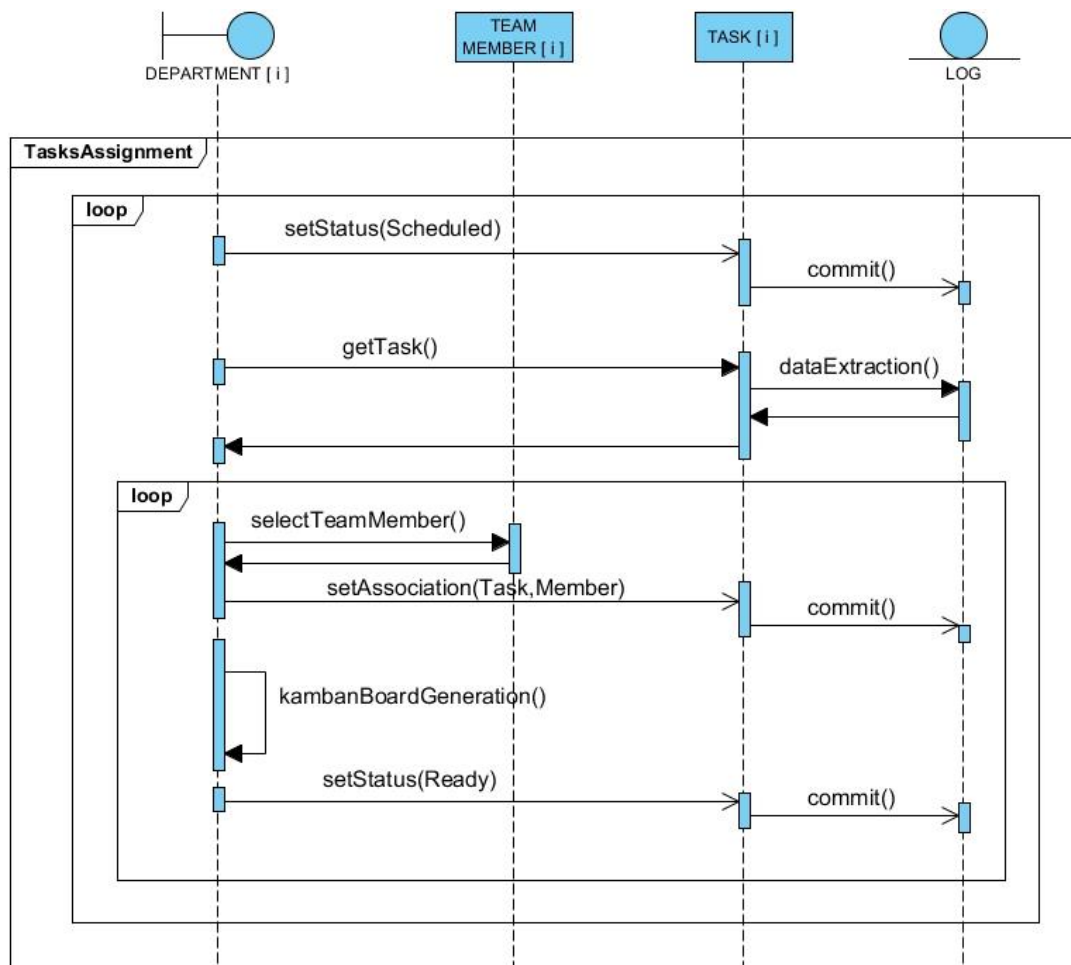 TEAM
MEMBER [ i ]
TASK [ i ]
DEPARTMENT [ i ]
LOG
TasksAssignment
loop
setStatus(Scheduled)
commit()
getTask()
dataExtraction()
loop
selectTeamMember()
setAssociation(Task,Member)
commit()
kambanBoardGeneration()
setStatus(Ready)
commit()